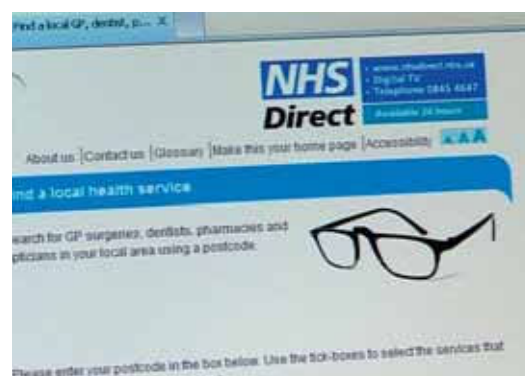 Find a local GP, dentist, p... X
NHS
Direct
• www.nhsdirect.nhs.uk
• Digital TV
• Telephone 0845 4647
Available 24 hours
About us |Contact us |Glossary |Make this your home page |Accessibility A A A
nd a local health service
earch for GP surgeries, dentists, pharmacies and
pticians in your local area using a postcode.
Please enter your postcode in the box below. Use the tick-boxes to select the services that